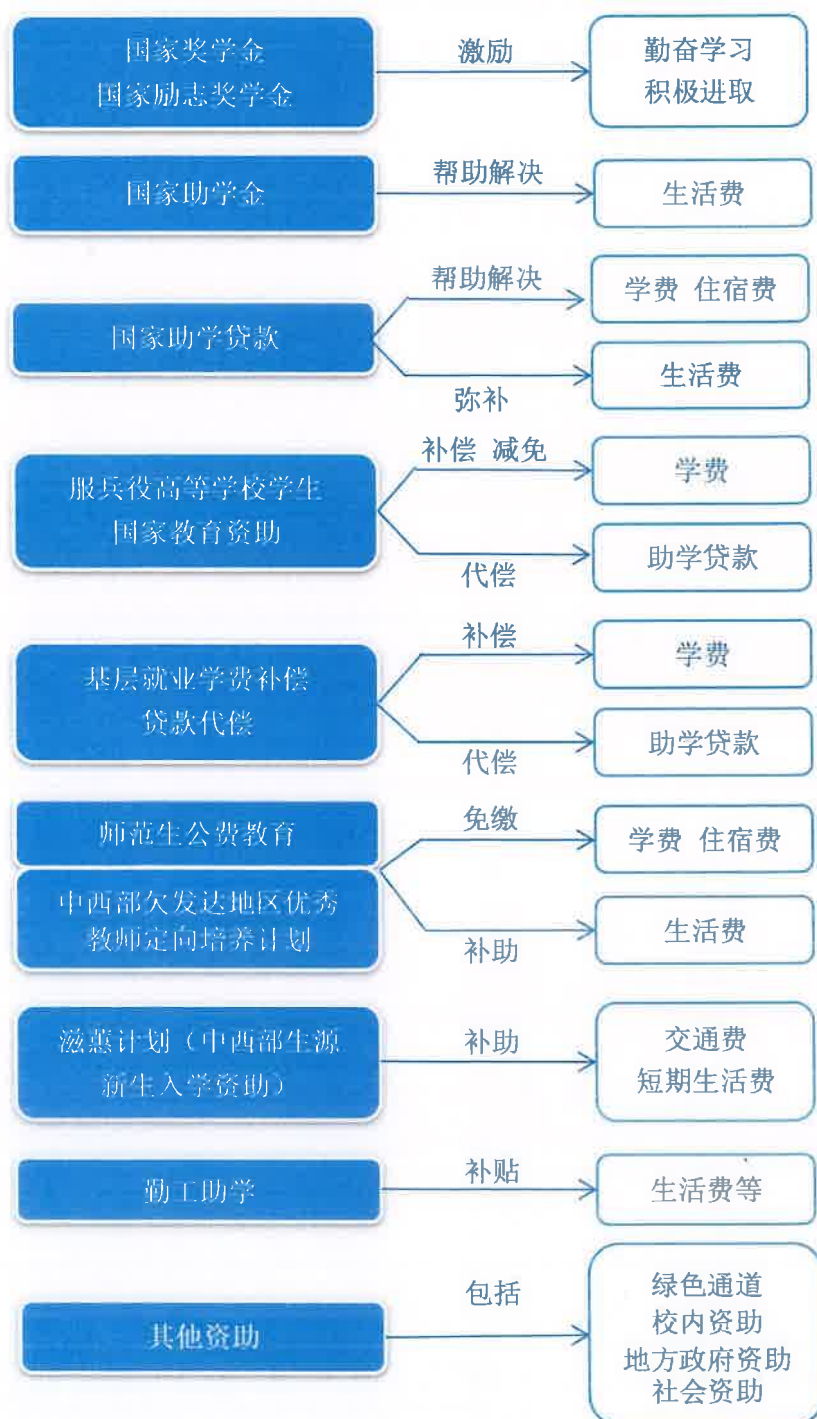 国家奖学金
国家励志奖学金
激励
勤奋学习
积极进取
国家助学金
帮助解决
生活费
国家助学贷款
帮助解决
学费 住宿费
弥补
生活费
服兵役高等学校学生
国家教育资助
补偿 减免
学费
代偿
助学贷款
基层就业学费补偿
贷款代偿
补偿
学费
代偿
助学贷款
师范生公费教育
中西部欠发达地区优秀
教师定向培养计划
免缴
学费 住宿费
补助
生活费
滋蕙计划（中西部生源
新生入学资助）
补助
交通费
短期生活费
勤工助学
补贴
生活费等
其他资助
包括
绿色通道
校内资助
地方政府资助
社会资助